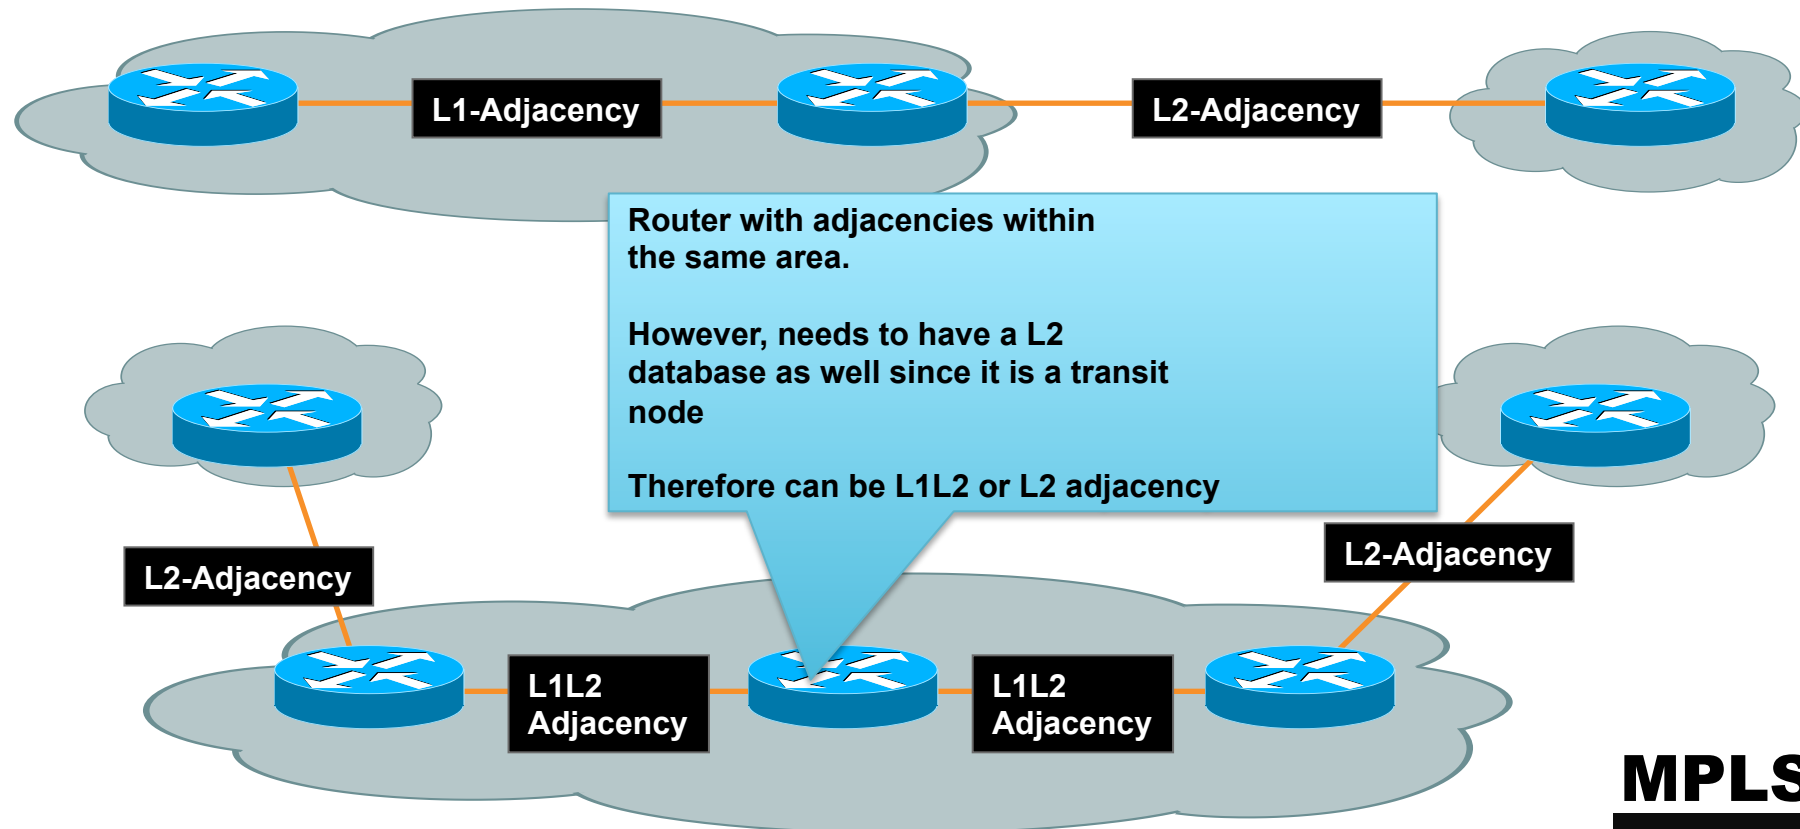 L1-Adjacency
L2-Adjacency
Router with adjacencies within
the same area.
However, needs to have a L2
database as well since it is a transit
node
Therefore can be L1L2 or L2 adjacency
L2-Adjacency
L2-Adjacency
L1L2
Adjacency
L1L2
Adjacency
MPLS